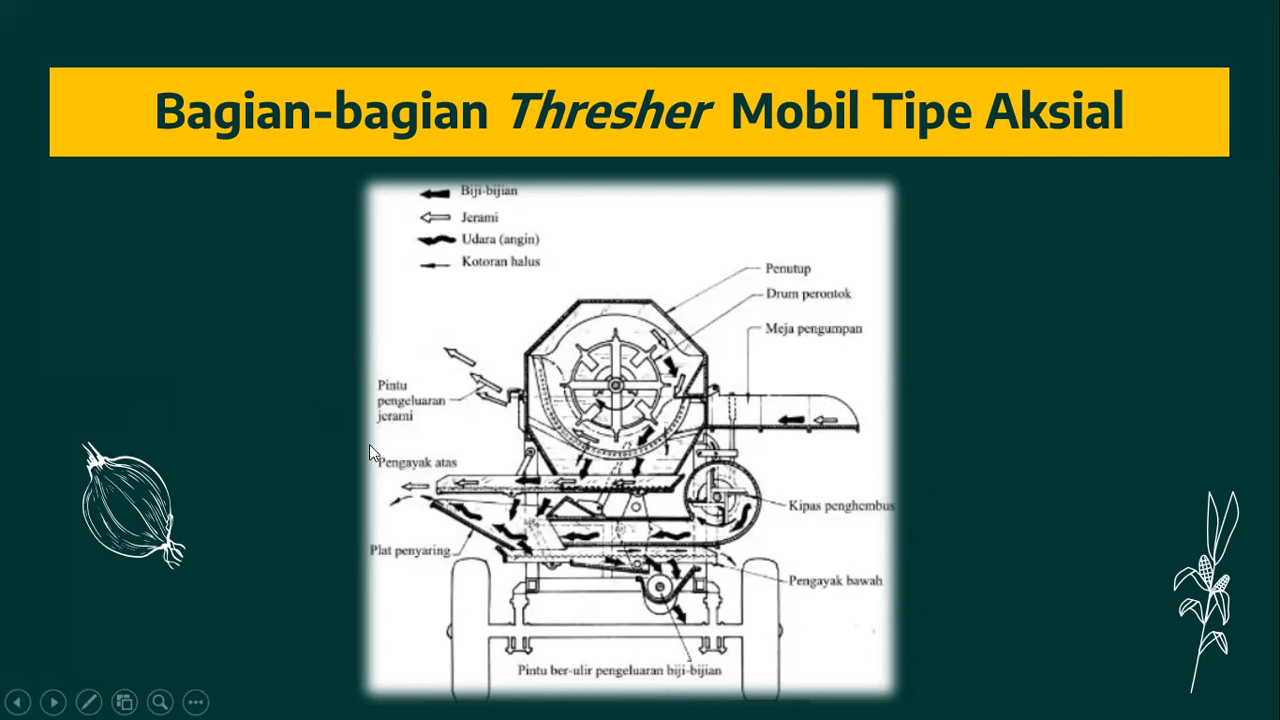 Bagian-bagian Thresher Mobil Tipe Aksial
Biji-bijian
Jerami
Udara (angin)
Kotoran halus
Penutup
Drum perontok
Meja pengumpan
Pintu
pengeluaran
jerami
Pengayak atas
Kipas penghembus
Plat penyaring
Pengayak bawah
Pintu ber-ulir pengeluaran biji-bijian